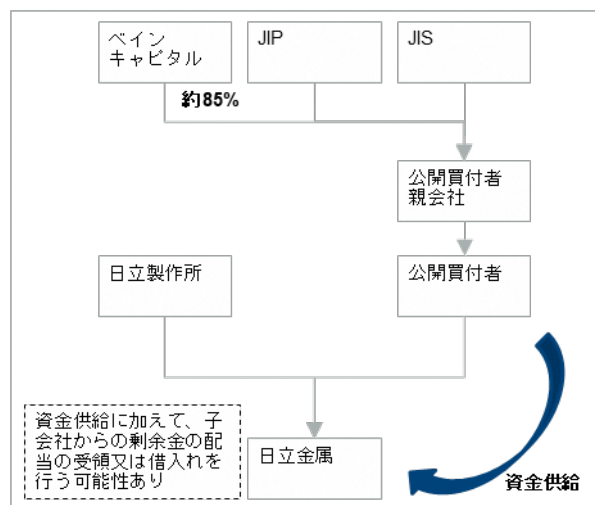 ベイン
キャピタル
JIP
JIS
約85%
公開買付者
親会社
日立製作所
公開買付者
資金供給に加えて、子
会社からの剰余金の配
当の受領又は借入れを
行う可能性あり
日立金属
資金供給